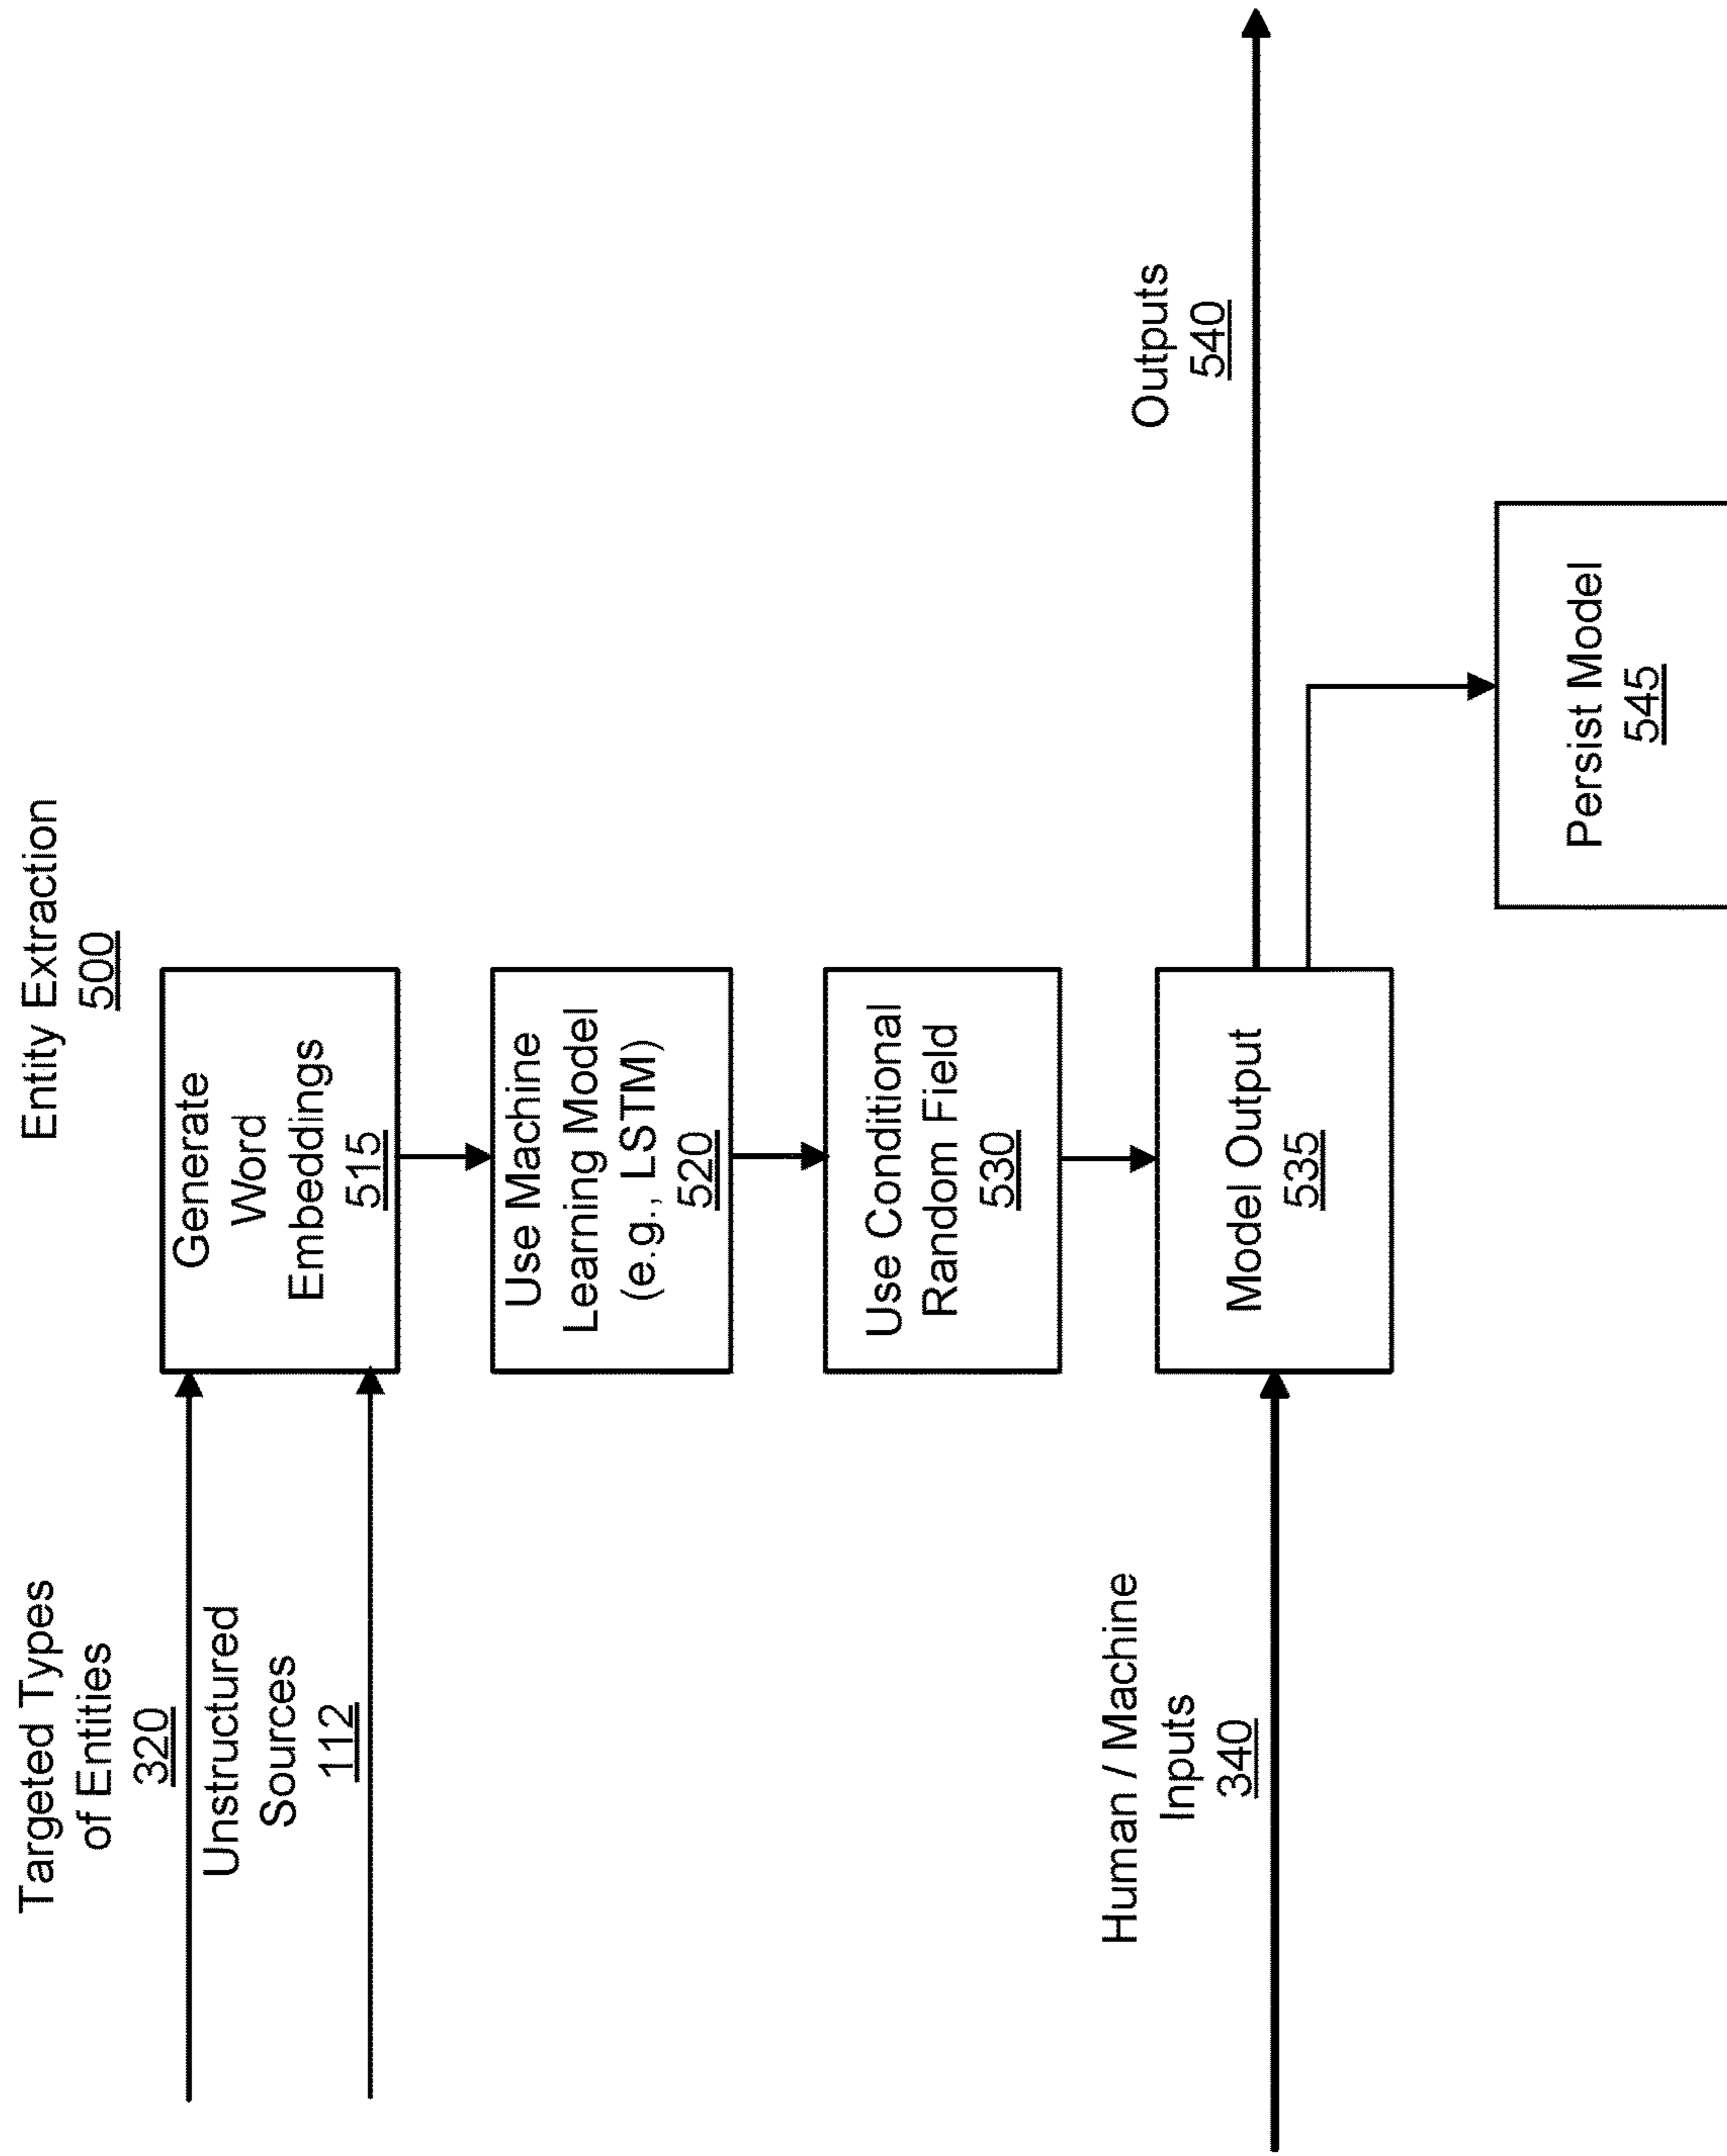 Entity Extraction
500
Targeted Types
of Entities
320
Unstructured
Sources
112
Generate
Word
Embeddings
515
Use Machine
Learning Model
(e.g., LSTM)
520
Use Conditional
Random Field
530
Human / Machine
Inputs
340
Model Output
535
Outputs
540
Persist Model
545